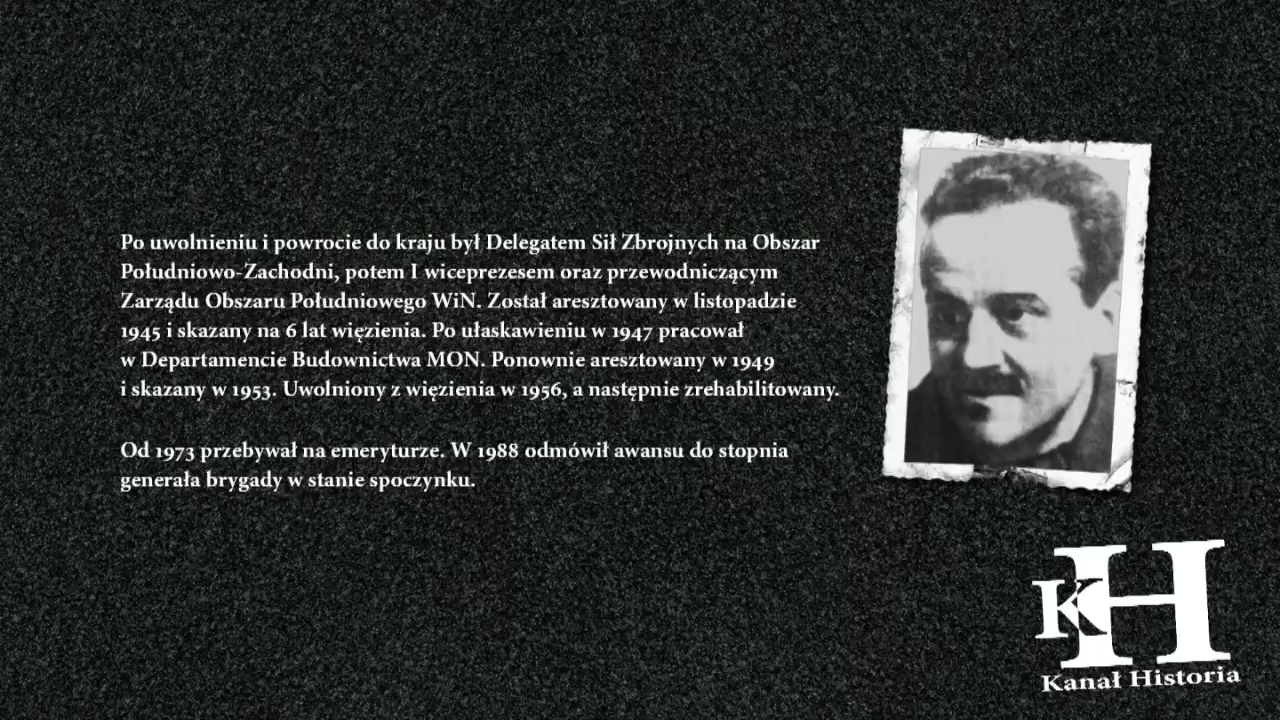 Po uwolnieniu i powrocie do kraju był Delegatem Sił Zbrojnych na Obszar
Południowo-Zachodni, potem I wiceprezesem oraz przewodniczącym
Zarządu Obszaru Południowego WiN. Został aresztowany w listopadzie
1945 i skazany na 6 lat więzienia. Po ułaskawieniu w 1947 pracował
w Departamencie Budownictwa MON. Ponownie aresztowany w 1949
i skazany w 1953. Uwolniony z więzienia w 1956, a następnie zrehabilitowany.
Od 1973 przebywał na emeryturze. W 1988 odmówił awansu do stopnia
generała brygady w stanie spoczynku.
KH
Kanał Historia